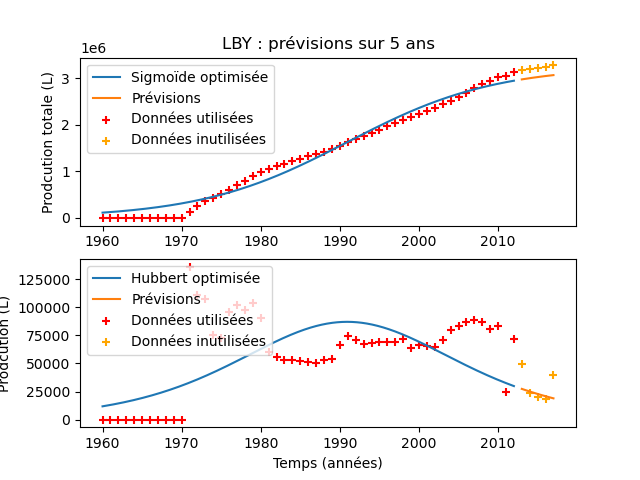 LBY : prévisions sur 5 ans
1e6
Prodcution totale (L)
3
2
1
0
Sigmoïde optimisée
Prévisions
Données utilisées
Données inutilisées
1960 1970 1980 1990 2000 2010
Prodcution (L)
125000
100000
75000
50000
25000
0
Hubbert optimisée
Prévisions
Données utilisées
Données inutilisées
1960 1970 1980 1990 2000 2010
Temps (années)